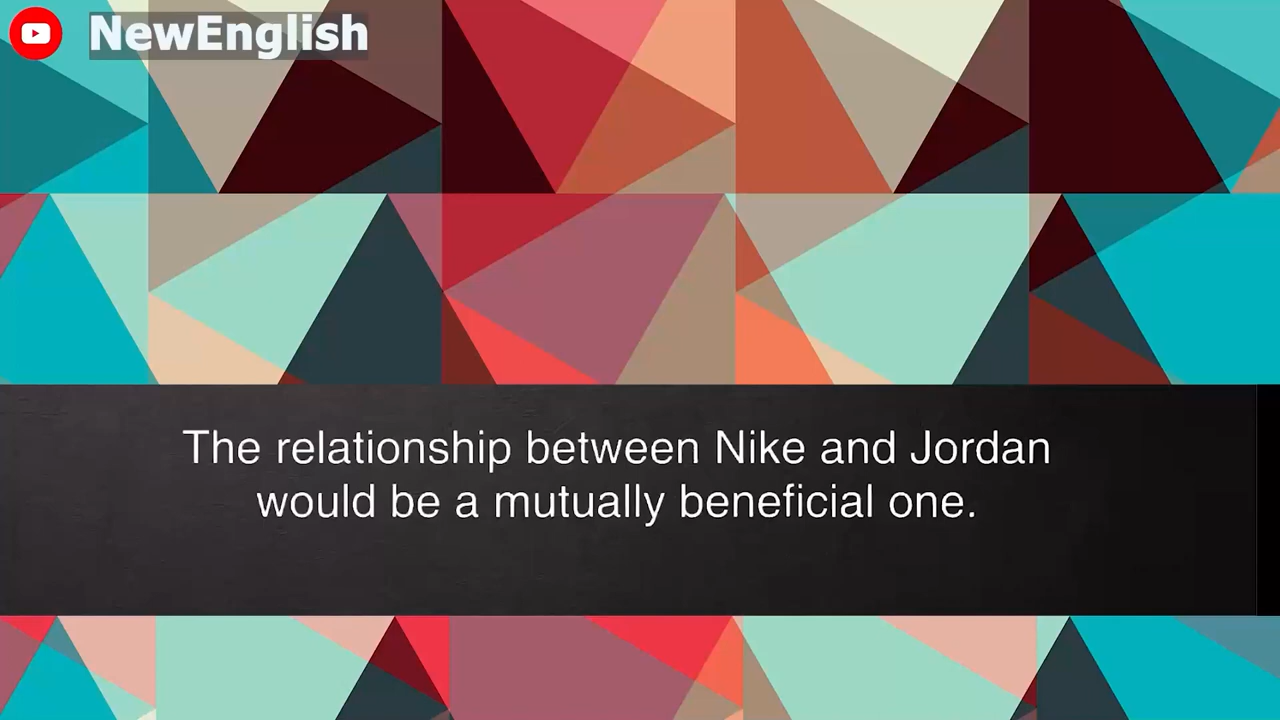 NewEnglish
The relationship between Nike and Jordan
would be a mutually beneficial one.